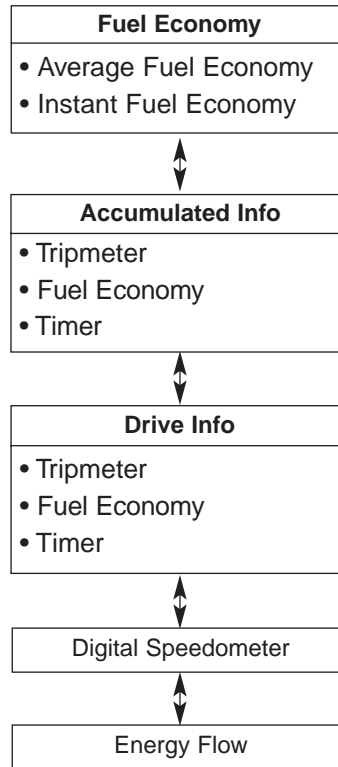 Fuel Economy
• Average Fuel Economy
• Instant Fuel Economy
Accumulated Info
• Tripmeter
• Fuel Economy
• Timer
Drive Info
• Tripmeter
• Fuel Economy
• Timer
Digital Speedometer
Energy Flow